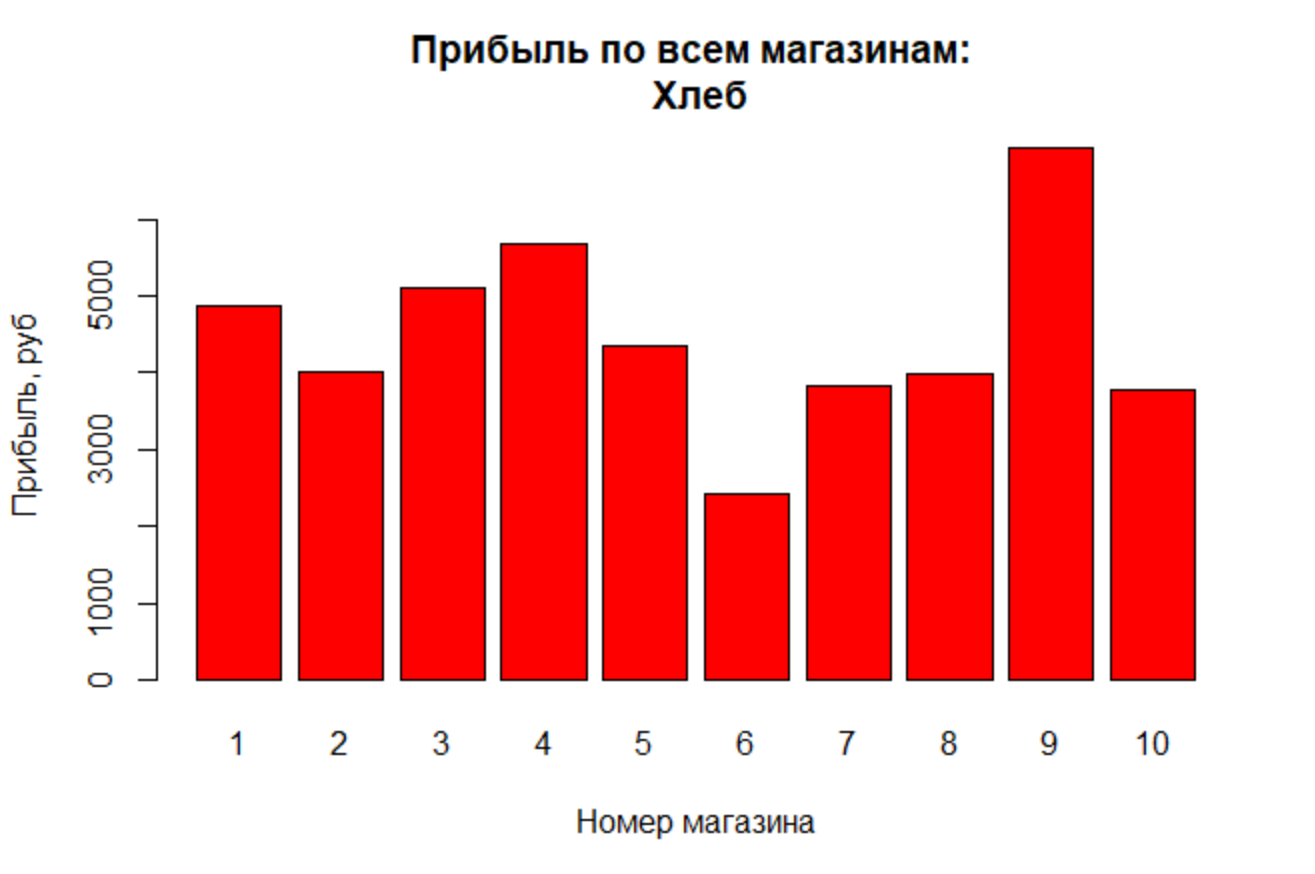 Прибыль по всем магазинам:
Хлеб
Прибыль, руб
5000
3000
1000
0
1 2 3 4 5 6 7 8 9 10
Номер магазина